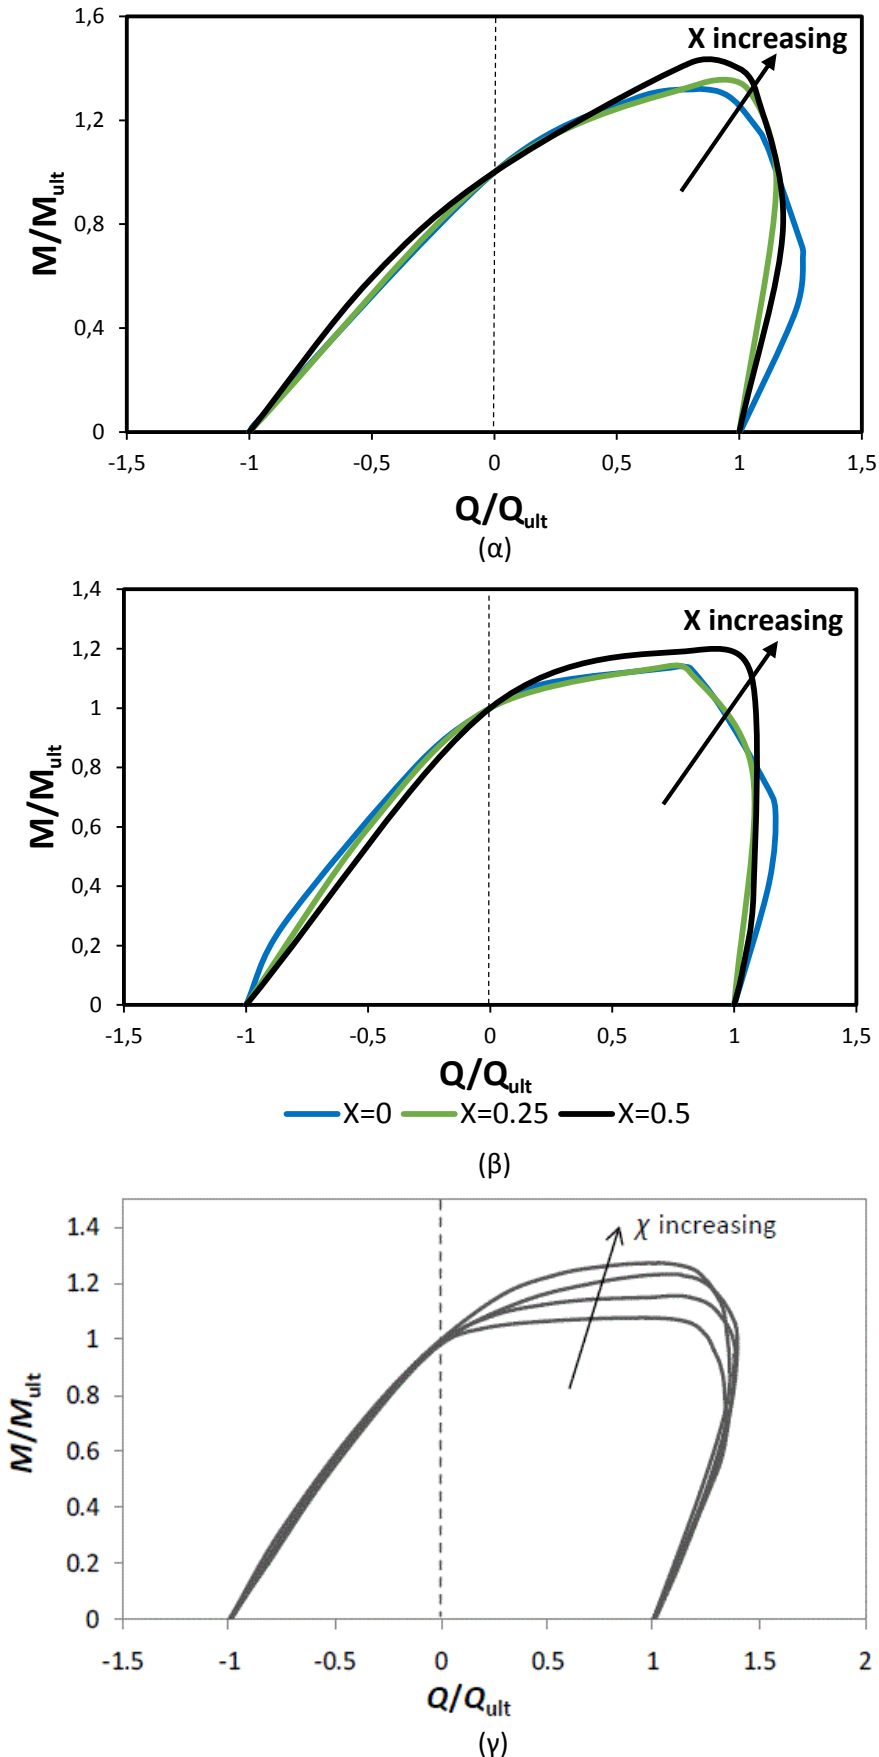 1,6
1,2
0,8
0,4
0
M/Mult
X increasing
-1,5 -1 -0,5 0 0,5 1 1,5
Q/Qult
(α)
1,4
1,2
1
0,8
0,6
0,4
0,2
0
M/Mult
X increasing
-1,5 -1 -0,5 0 0,5 1 1,5
Q/Qult
X=0 X=0.25 X=0.5
(β)
1.4
1.2
1
0.8
0.6
0.4
0.2
0
M/Mult
χ increasing
-1.5 -1 -0.5 0 0.5 1 1.5 2
Q/Qult
(γ)